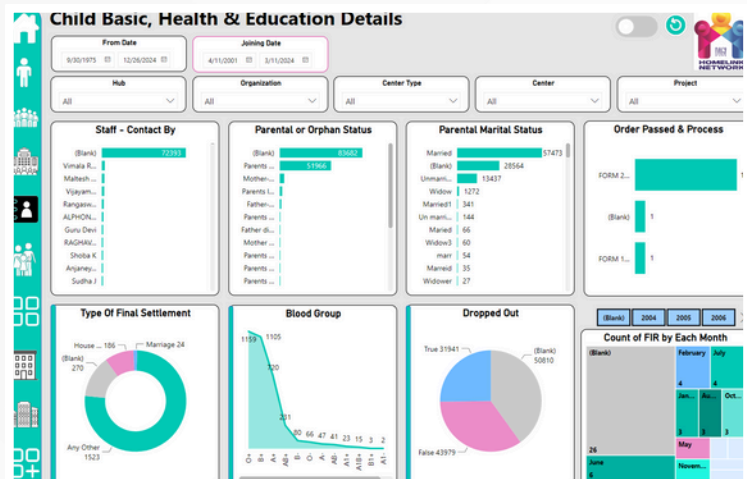 Child Basic, Health & Education Details
HOMELINK
NETWORK
From Date
9/30/1975 12/26/2024
Joining Date
4/11/2001 3/11/2024
Hub
All
Organization
All
Center Type
All
Center
All
Project
All
Staff - Contact By
(Blank) 72393
Vimala R...
Maltesh ...
Vijayam...
Rangasw...
ALPHON...
Guru Devi
RAGHAV...
Shoba K
Anjaney...
Sudha J
Parental or Orphan Status
(Blank) 83682
Parents ... 51966
Mother-...
Parents l...
Father-...
Parents ...
Father di...
Mother ...
Parents ...
Parents ...
Parents ...
Parental Marital Status
Married 57473
(Blank) 28564
Unmarri... 13437
Widow 1272
Married1 341
Un marri... 144
Maried 66
Widow3 60
marr 54
Marreid 35
Widower 27
Order Passed & Process
FORM 2...
(Blank) 1
FORM 1... 1
Type Of Final Settlement
House ... 186
Marriage 24
(Blank)
270
Any Other
1523
Blood Group
1159 1105
720
231
80 66 47 41 23 15 3 2
O+ B+ A+ AB+ B- O- A- AB- A1+ A1B+ B1+ A1-
Dropped Out
True 31941
(Blank)
50810
False 43979
(Blank) 2004 2005 2006
Count of FIR by Each Month
(Blank)
26
February
4
July
4
Jan...
3
Au...
3
Oct...
3
May
June
6
Novem...